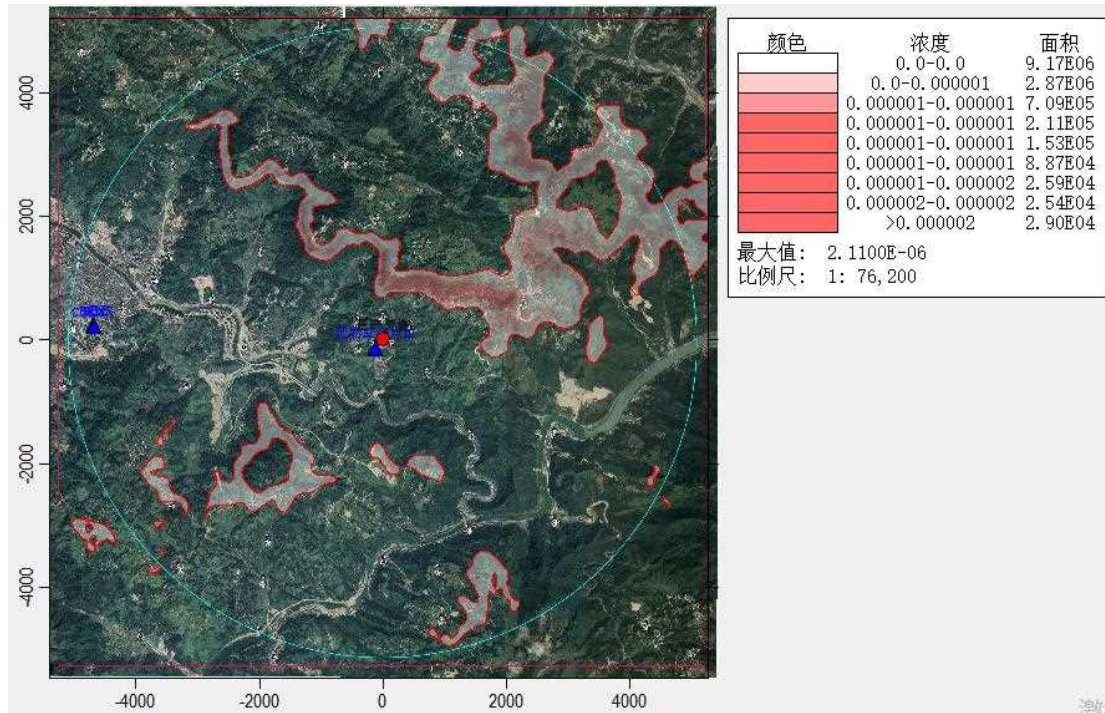 颜色 浓度 面积
0.0-0.0 9.17E06
0.0-0.000001 2.87E06
0.000001-0.000001 7.09E05
0.000001-0.000001 2.11E05
0.000001-0.000001 1.53E05
0.000001-0.000001 8.87E04
0.000001-0.000002 2.59E04
0.000002-0.000002 2.54E04
>0.000002 2.90E04
最大值: 2.1100E-06
比例尺: 1: 76,200
4000
2000
0
-2000
-4000
-4000 -2000 0 2000 4000
激